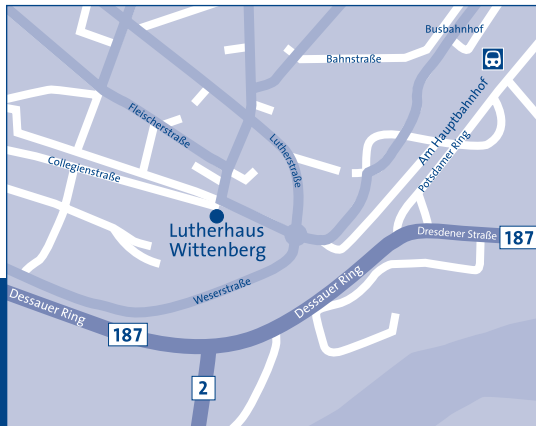 Busbahnhof
Bahnstraße
Am Hauptbahnhof
Fleischerstraße
Lutherstraße
Potsdamer Ring
Collegienstraße
Lutherhaus
Wittenberg
Dresdener Straße
187
Weserstraße
Dessauer Ring
Dessauer Ring
187
2